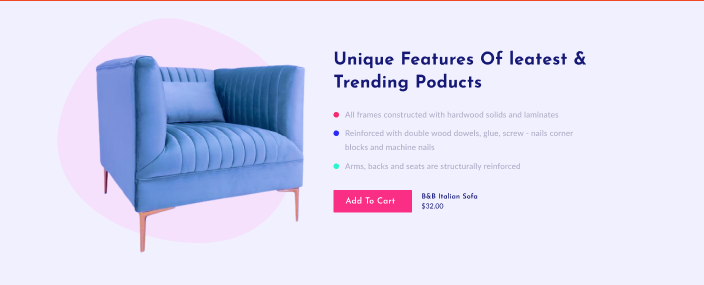 Unique Features Of leatest &
Trending Poducts
All frames constructed with hardwood solids and laminates
Reinforced with double wood dowels, glue, screw - nails corner
blocks and machine nails
Arms, backs and seats are structurally reinforced
Add To Cart
B&B Italian Sofa
$32.00